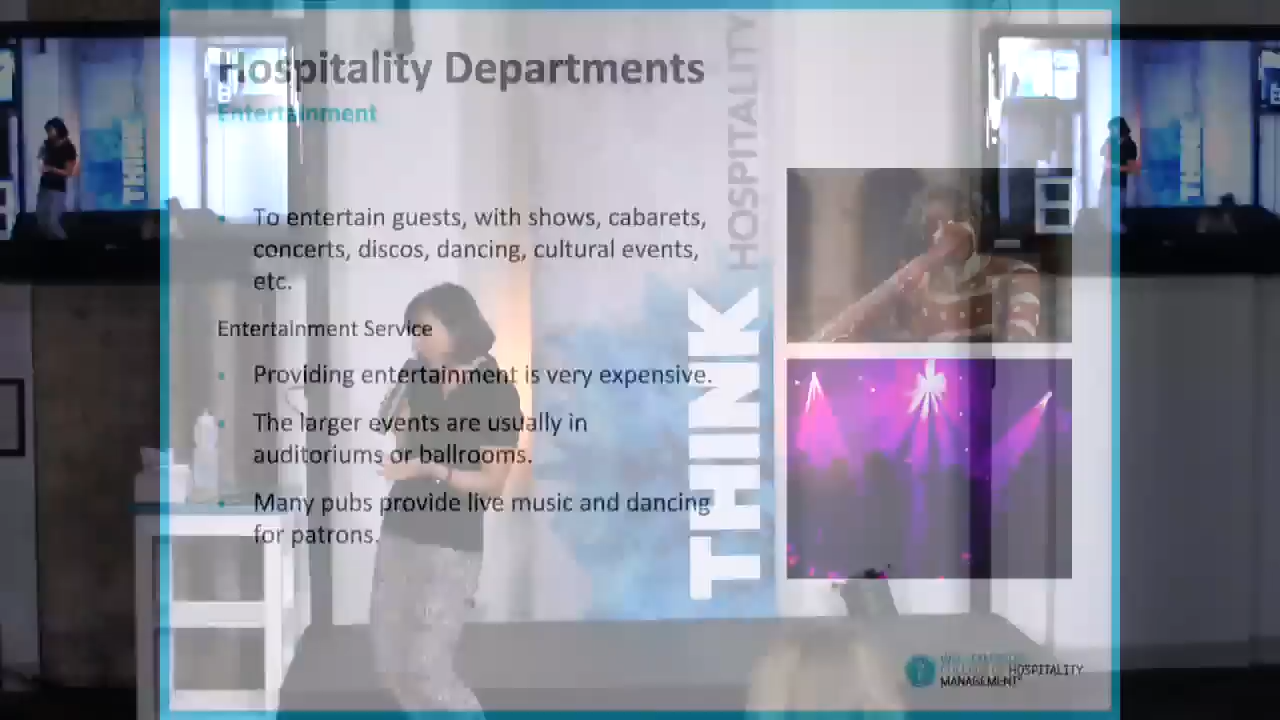 Hospitality Departments
Entertainment
To entertain guests, with shows, cabarets,
concerts, discos, dancing, cultural events,
etc.
Entertainment Service
Providing entertainment is very expensive.
The larger events are usually in
auditoriums or ballrooms.
Many pubs provide live music and dancing
for patrons.
THINK HOSPITALITY
THINK
HOSPITALITY
MANAGEMENT